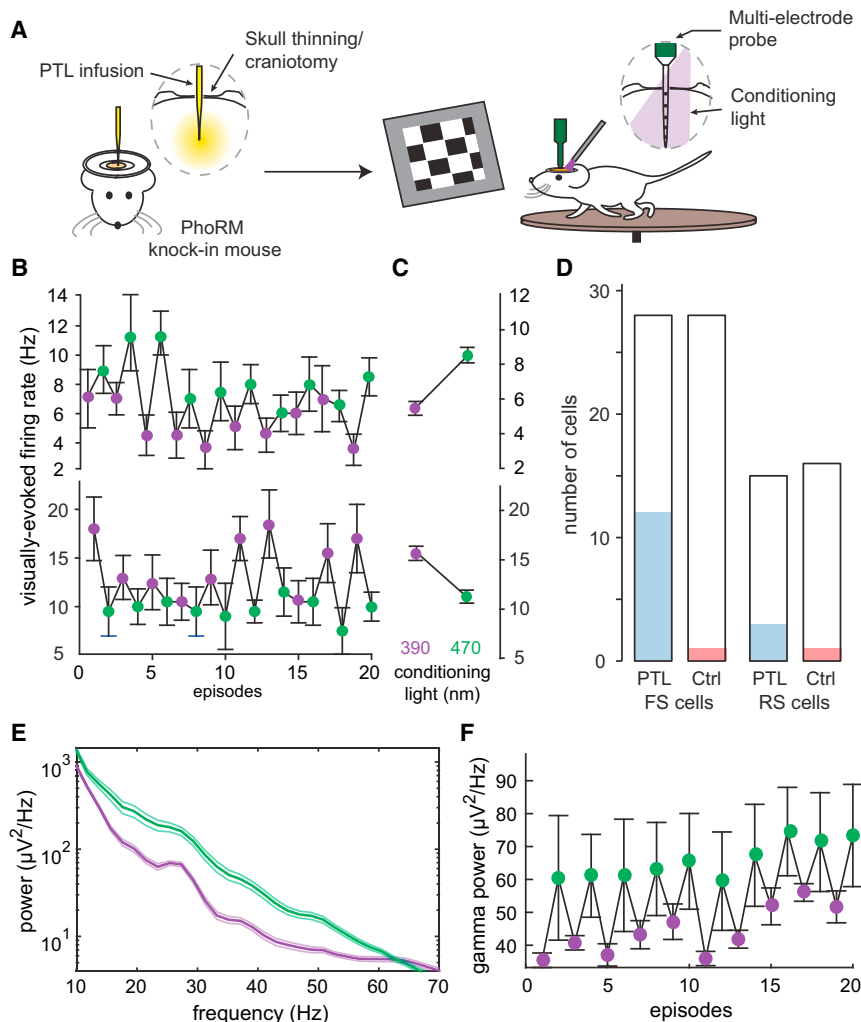 A
PTL infusion
Skull thinning/
craniotomy
PhoRM
knock-in mouse
Multi-electrode
probe
Conditioning
light
B
visually-evoked firing rate (Hz)
14
12
10
8
6
4
2
20
15
10
5
0 5 10 15 20
episodes
C
12
10
8
6
4
2
20
15
10
5
390 470
conditioning
light (nm)
D
number of cells
30
20
10
0
PTL Ctrl PTL Ctrl
FS cells RS cells
E
power (µV²/Hz)
10³
10²
10¹
10 20 30 40 50 60 70
frequency (Hz)
F
gamma power (µV²/Hz)
90
80
70
60
50
40
0 5 10 15 20
episodes